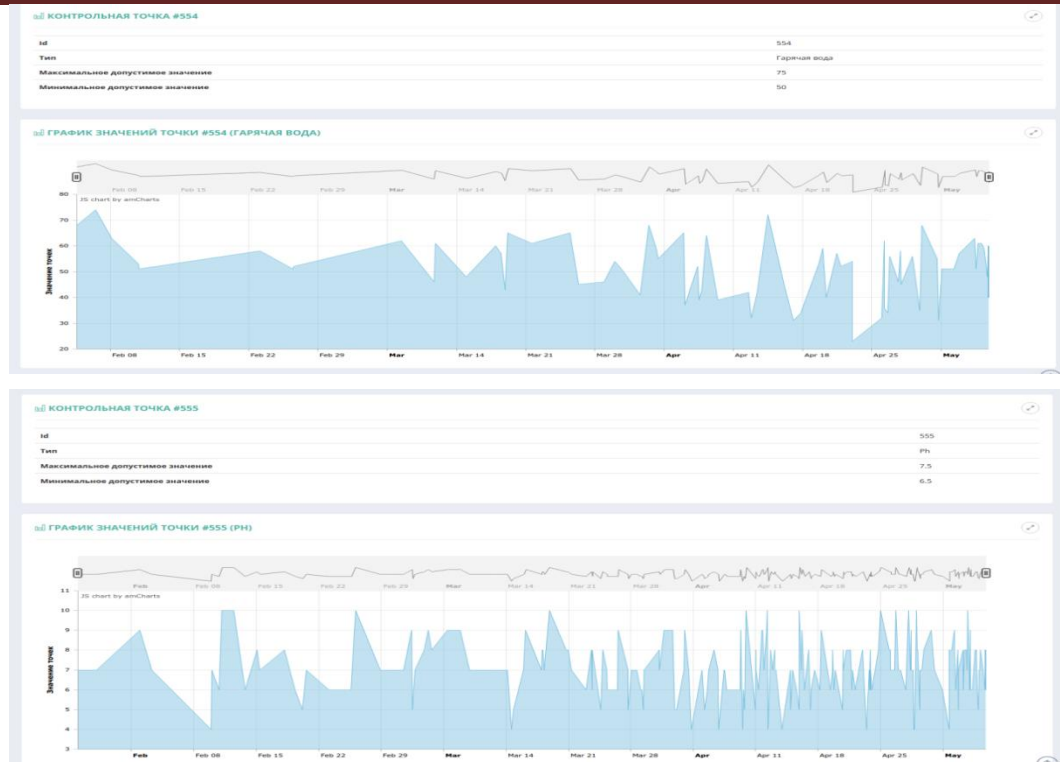 КОНТРОЛЬНАЯ ТОЧКА #554
Id 554
Тип Гарячая вода
Максимальное допустимое значение 75
Минимальное допустимое значение 50
ГРАФИК ЗНАЧЕНИЙ ТОЧКИ #554 (ГАРЯЧАЯ ВОДА)
Feb 08 Feb 15 Feb 22 Feb 29 Mar Mar 14 Mar 21 Mar 28 Apr Apr 11 Apr 18 Apr 25 May
JS chart by amCharts
Значение точек
80
70
60
50
40
30
20
Feb 08 Feb 15 Feb 22 Feb 29 Mar Mar 14 Mar 21 Mar 28 Apr Apr 11 Apr 18 Apr 25 May
КОНТРОЛЬНАЯ ТОЧКА #555
Id 555
Тип Ph
Максимальное допустимое значение 7.5
Минимальное допустимое значение 6.5
ГРАФИК ЗНАЧЕНИЙ ТОЧКИ #555 (PH)
Feb Feb 08 Feb 15 Feb 22 Feb 29 Mar Mar 14 Mar 21 Mar 28 Apr Apr 11 Apr 18 Apr 25 May
JS chart by amCharts
Значение точек
11
10
9
8
7
6
5
4
3
Feb Feb 08 Feb 15 Feb 22 Feb 29 Mar Mar 14 Mar 21 Mar 28 Apr Apr 11 Apr 18 Apr 25 May